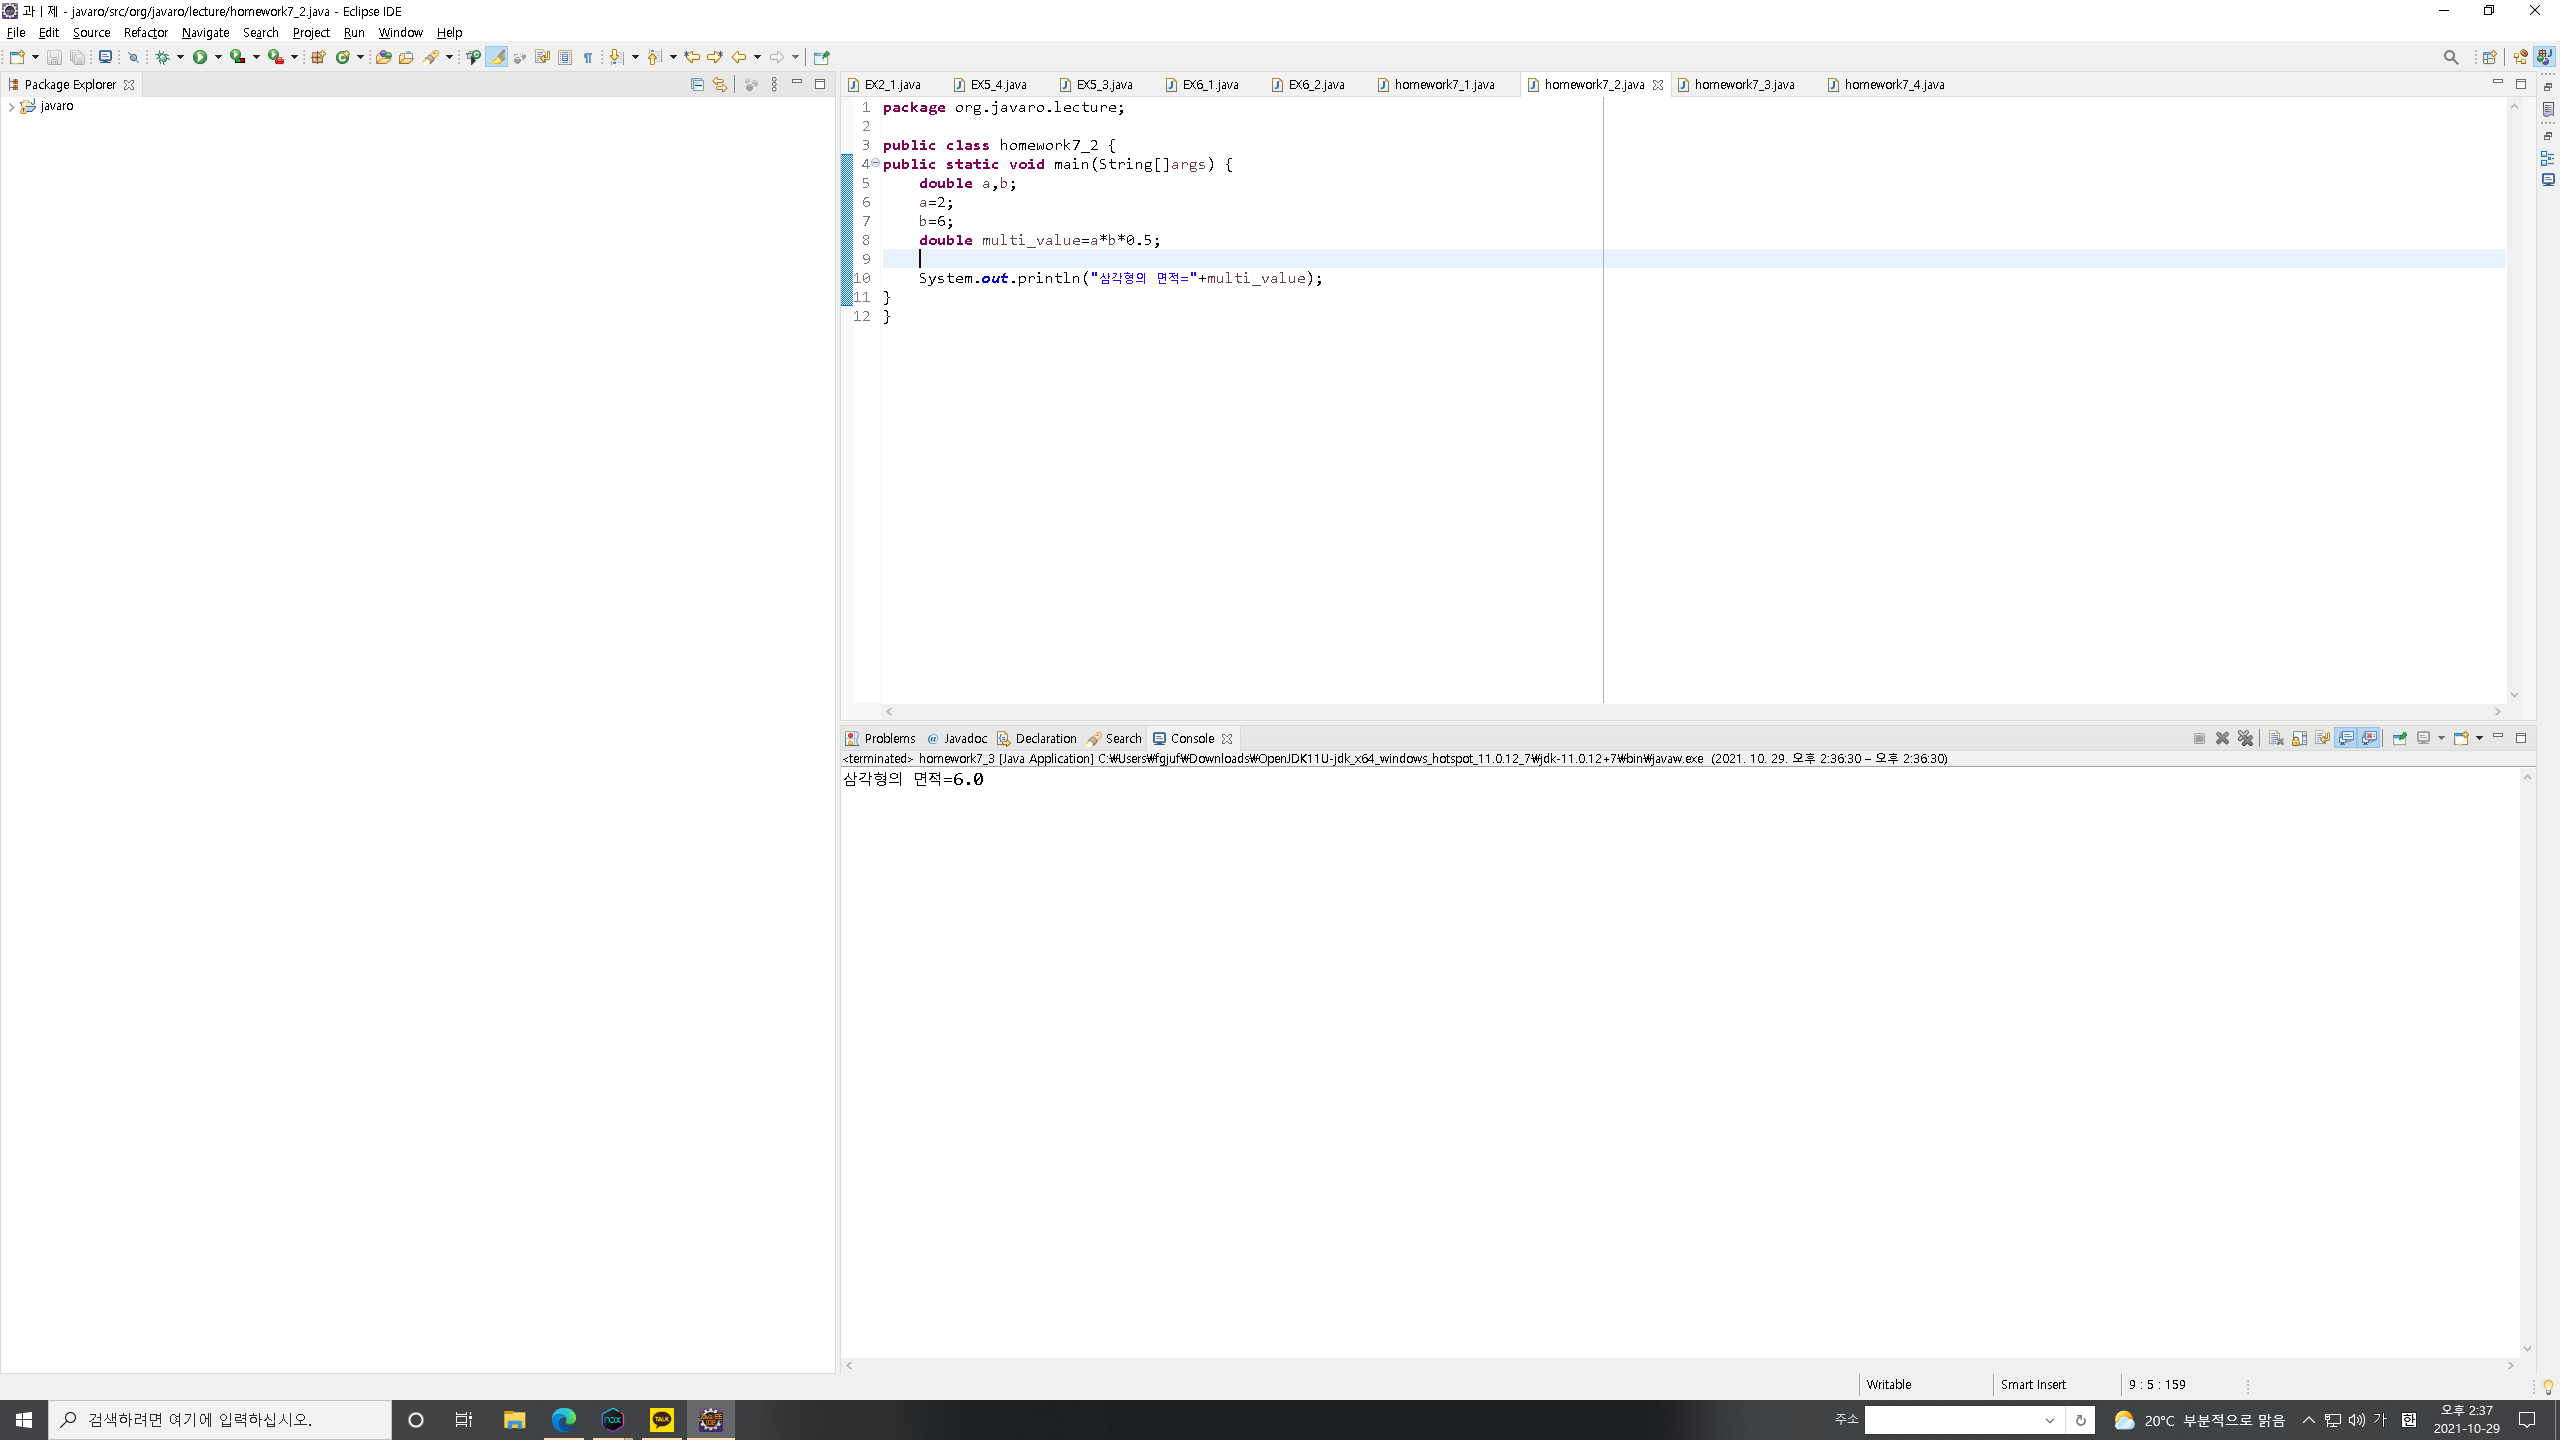 과ㅣ제 - javaro/src/org/javaro/lecture/homework7_2.java - Eclipse IDE
File Edit Source Refactor Navigate Search Project Run Window Help
Package Explorer
javaro
EX2_1.java EX5_4.java EX5_3.java EX6_1.java EX6_2.java homework7_1.java homework7_2.java homework7_3.java homework7_4.java
1 package org.javaro.lecture;
2
3 public class homework7_2 {
4 public static void main(String[]args) {
5 double a,b;
6 a=2;
7 b=6;
8 double multi_value=a*b*0.5;
9
10 System.out.println("삼각형의 면적="+multi_value);
11 }
12 }
Problems @ Javadoc Declaration Search Console
<terminated> homework7_3 [Java Application] C:₩Users₩fgjuf₩Downloads₩OpenJDK11U-jdk_x64_windows_hotspot_11.0.12_7₩jdk-11.0.12+7₩bin₩javaw.exe (2021. 10. 29. 오후 2:36:30 – 오후 2:36:30)
삼각형의 면적=6.0
Writable Smart Insert 9 : 5 : 159
검색하려면 여기에 입력하십시오.
nox
TALK
Java EE
IDE
주소
20°C 부분적으로 맑음
가
한
오후 2:37
2021-10-29